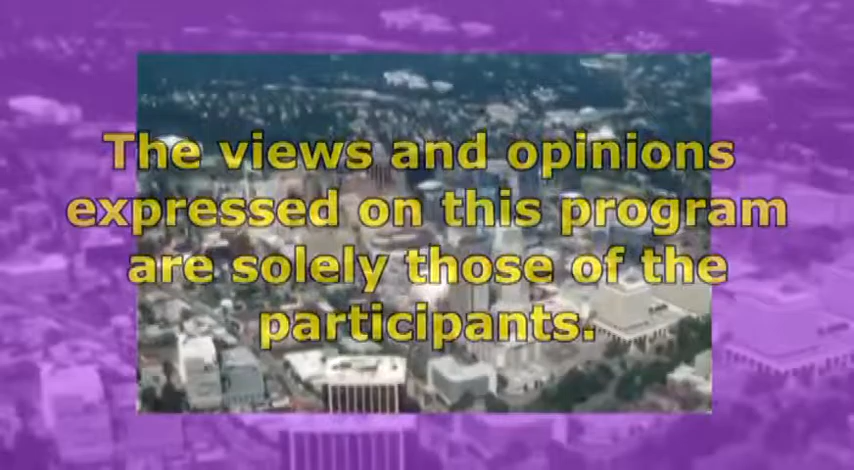 The views and opinions
expressed on this program
are solely those of the
participants.